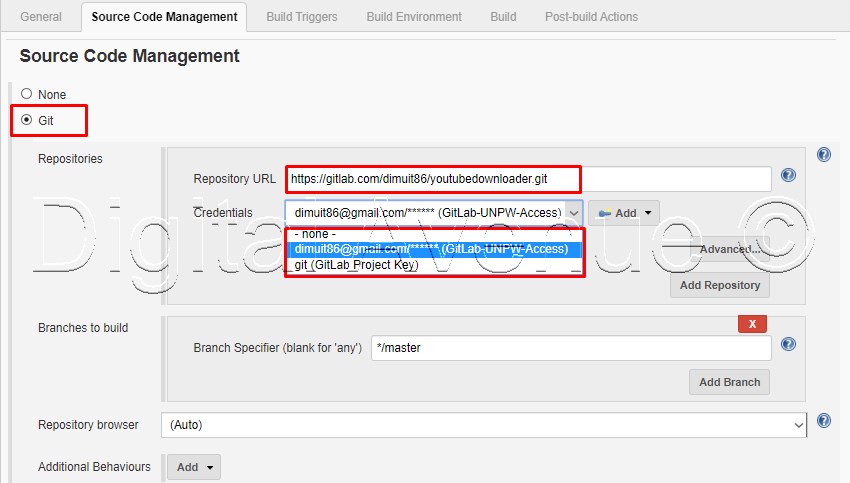 General Source Code Management Build Triggers Build Environment Build Post-build Actions
Source Code Management
None
Git
Repositories
Repository URL https://gitlab.com/dimuit86/youtubedownloader.git
Credentials dimuit86@gmail.com/****** (GitLab-UNPW-Access) Add
- none -
dimuit86@gmail.com/****** (GitLab-UNPW-Access)
git (GitLab Project Key)
Digital Avenue ©
Advanced...
Add Repository
Branches to build
X
Branch Specifier (blank for 'any') */master
Add Branch
Repository browser (Auto)
Additional Behaviours Add